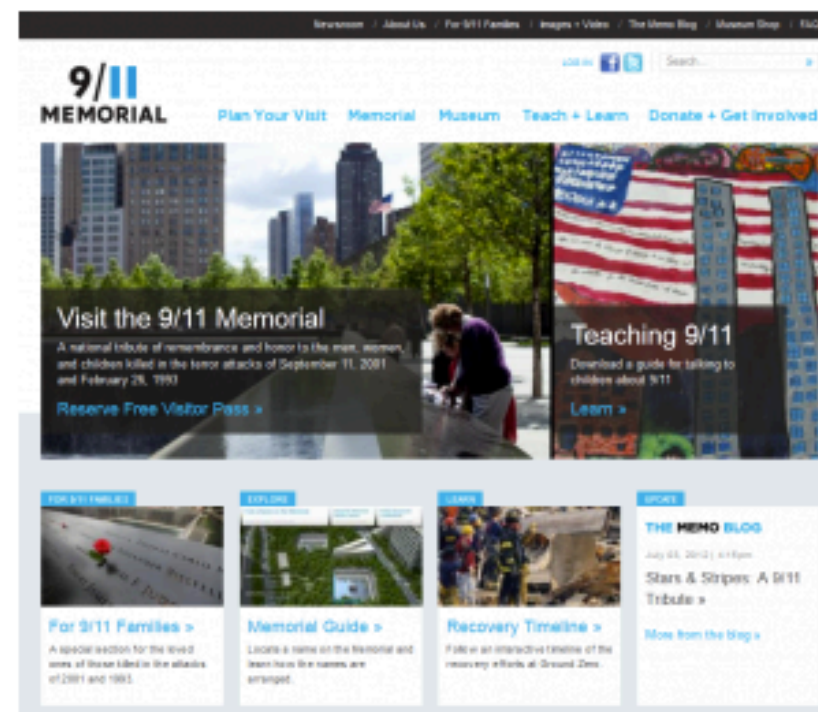 Newsroom / About Us / For 9/11 Families / Images + Video / The Memo Blog / Museum Shop / FAQ
LOG IN
Search...
9/11
MEMORIAL
Plan Your Visit Memorial Museum Teach + Learn Donate + Get Involved
Visit the 9/11 Memorial
A national tribute of remembrance and honor to the men, women,
and children killed in the terror attacks of September 11, 2001
and February 26, 1993
Reserve Free Visitor Pass »
Teaching 9/11
Download a guide for talking to
children about 9/11
Learn »
FOR 9/11 FAMILIES
For 9/11 Families »
A special section for the loved
ones of those killed in the attacks
of 2001 and 1993.
EXPLORE
Memorial Guide »
Locate a name on the Memorial and
learn how the names are
arranged.
LEARN
Recovery Timeline »
Follow an interactive timeline of the
recovery efforts at Ground Zero.
UPDATE
THE MEMO BLOG
Stars & Stripes: A 9/11
Tribute »
More from the blog »